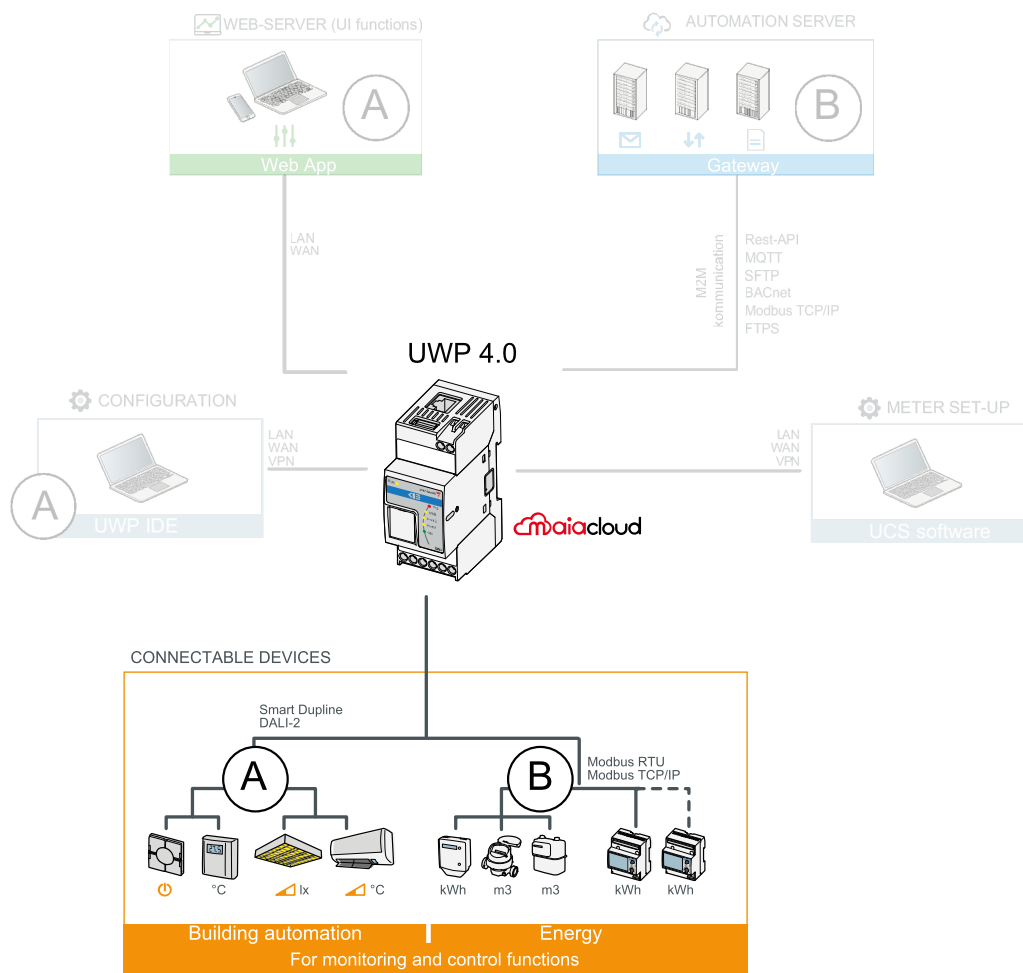 WEB-SERVER (UI functions)
AUTOMATION SERVER
A
B
Web App
Gateway
LAN
WAN
M2M
kommunication
Rest-API
MQTT
SFTP
BACnet
Modbus TCP/IP
FTPS
UWP 4.0
CONFIGURATION
METER SET-UP
LAN
WAN
VPN
LAN
WAN
VPN
A
UWP IDE
UCS software
maiacloud
CONNECTABLE DEVICES
Smart Dupline
DALI-2
A
B
Modbus RTU
Modbus TCP/IP
°C
lx
°C
kWh
m3
m3
kWh
kWh
Building automation
Energy
For monitoring and control functions